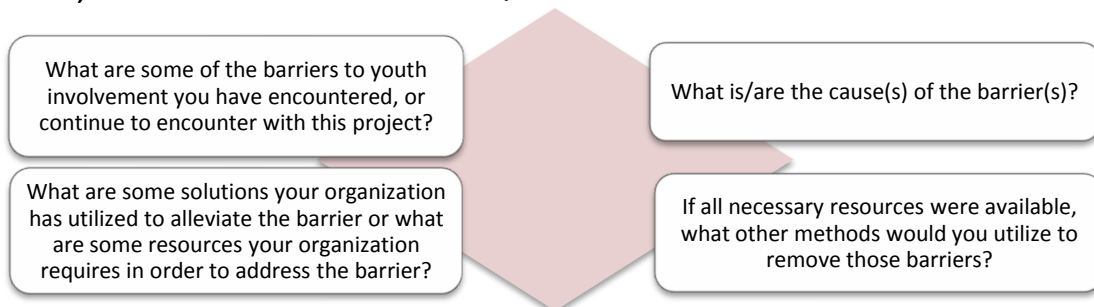 What are some of the barriers to youth
involvement you have encountered, or
continue to encounter with this project?
What is/are the cause(s) of the barrier(s)?
What are some solutions your organization
has utilized to alleviate the barrier or what
are some resources your organization
requires in order to address the barrier?
If all necessary resources were available,
what other methods would you utilize to
remove those barriers?